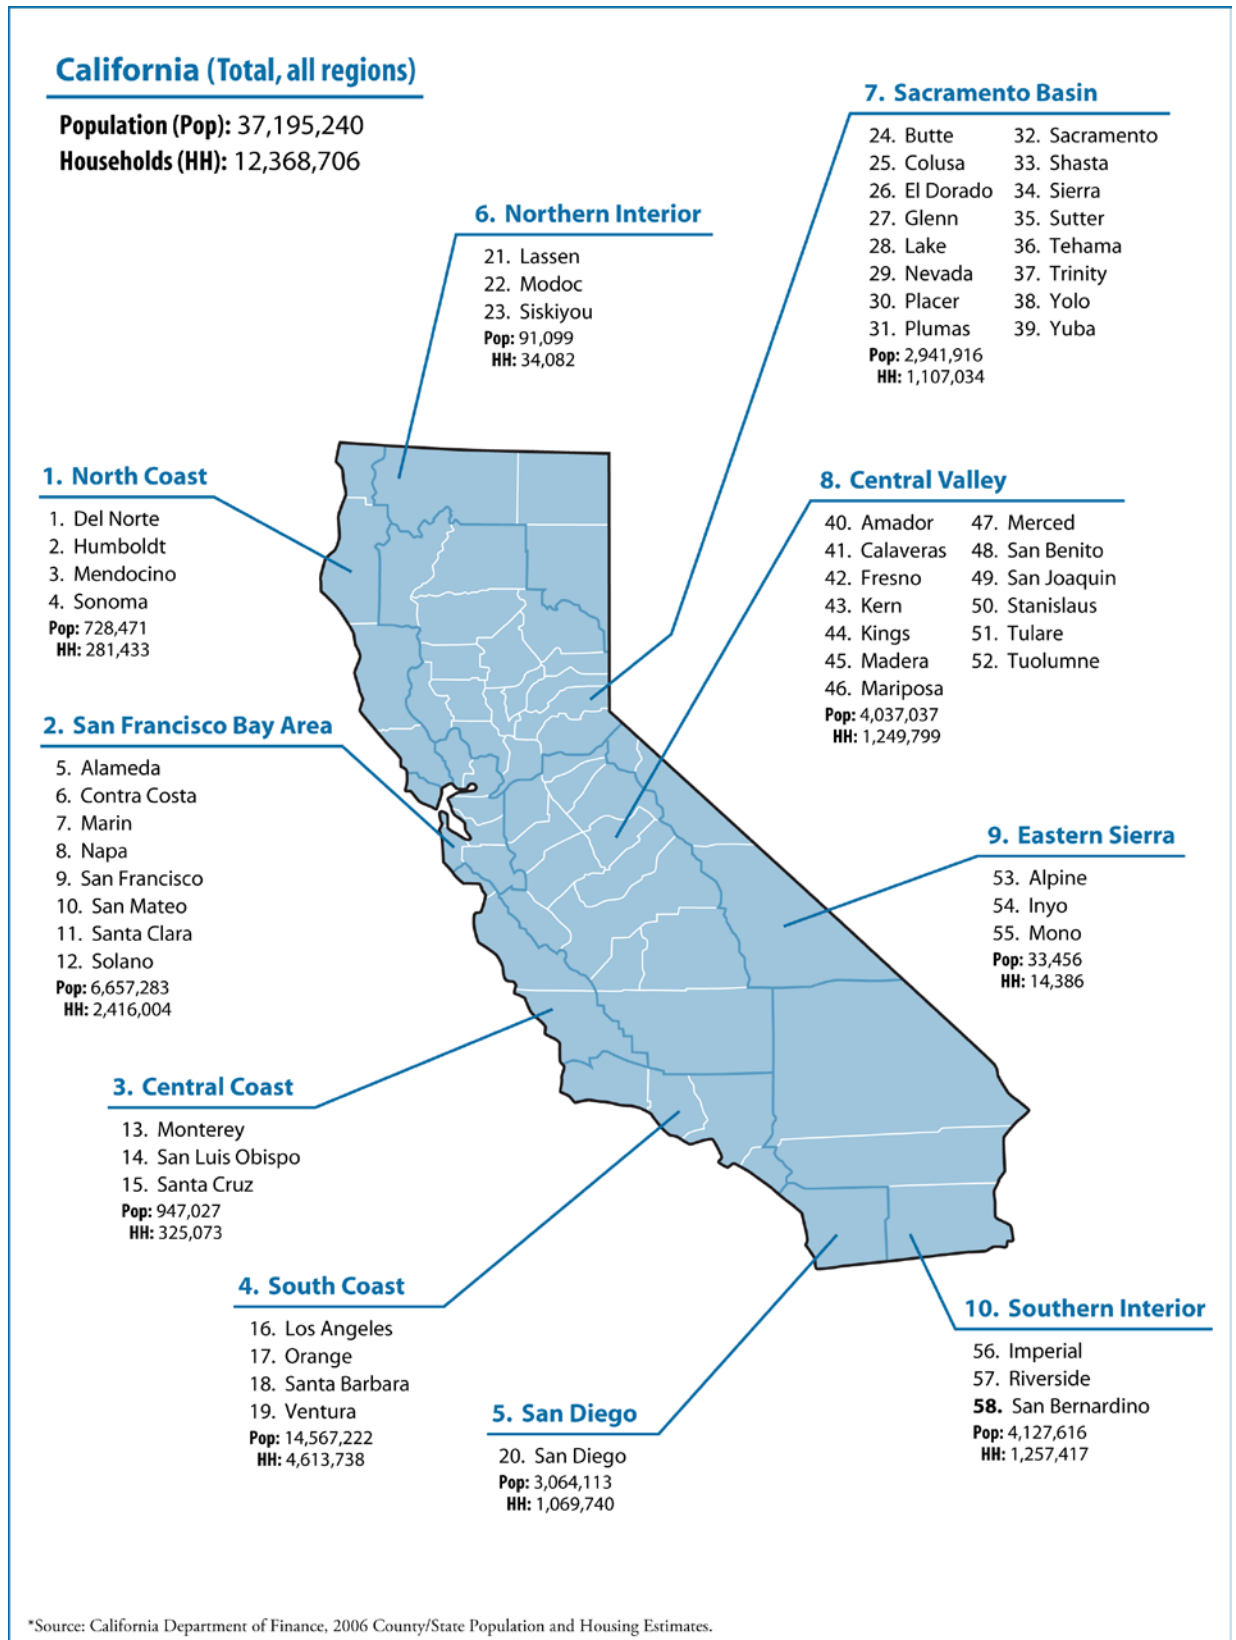 California (Total, all regions)
Population (Pop): 37,195,240
Households (HH): 12,368,706
6. Northern Interior
21. Lassen
22. Modoc
23. Siskiyou
Pop: 91,099
HH: 34,082
7. Sacramento Basin
24. Butte 32. Sacramento
25. Colusa 33. Shasta
26. El Dorado 34. Sierra
27. Glenn 35. Sutter
28. Lake 36. Tehama
29. Nevada 37. Trinity
30. Placer 38. Yolo
31. Plumas 39. Yuba
Pop: 2,941,916
HH: 1,107,034
1. North Coast
1. Del Norte
2. Humboldt
3. Mendocino
4. Sonoma
Pop: 728,471
HH: 281,433
8. Central Valley
40. Amador 47. Merced
41. Calaveras 48. San Benito
42. Fresno 49. San Joaquin
43. Kern 50. Stanislaus
44. Kings 51. Tulare
45. Madera 52. Tuolumne
46. Mariposa
Pop: 4,037,037
HH: 1,249,799
2. San Francisco Bay Area
5. Alameda
6. Contra Costa
7. Marin
8. Napa
9. San Francisco
10. San Mateo
11. Santa Clara
12. Solano
Pop: 6,657,283
HH: 2,416,004
9. Eastern Sierra
53. Alpine
54. Inyo
55. Mono
Pop: 33,456
HH: 14,386
3. Central Coast
13. Monterey
14. San Luis Obispo
15. Santa Cruz
Pop: 947,027
HH: 325,073
4. South Coast
16. Los Angeles
17. Orange
18. Santa Barbara
19. Ventura
Pop: 14,567,222
HH: 4,613,738
5. San Diego
20. San Diego
Pop: 3,064,113
HH: 1,069,740
10. Southern Interior
56. Imperial
57. Riverside
58. San Bernardino
Pop: 4,127,616
HH: 1,257,417
*Source: California Department of Finance, 2006 County/State Population and Housing Estimates.